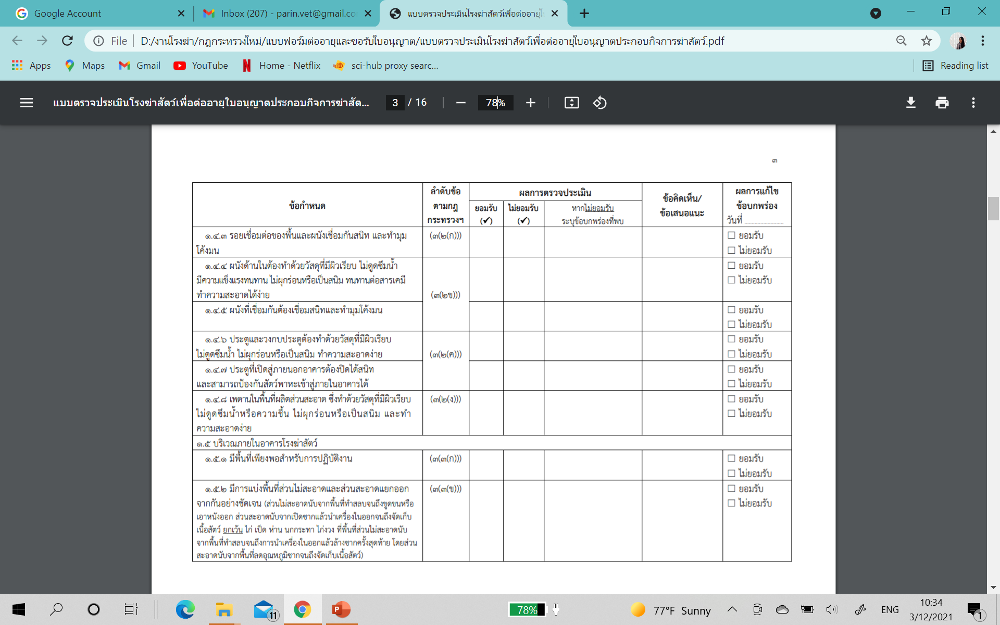 Google Account
Inbox (207) - parin.vet@gmail.co
แบบตรวจประเมินโรงฆ่าสัตว์เพื่อต่ออายุใบ
File
D:/งานโรงฆ่า/กฎกระทรวงใหม่/แบบฟอร์มต่ออายุและขอรับใบอนุญาต/แบบตรวจประเมินโรงฆ่าสัตว์เพื่อต่ออายุใบอนุญาตประกอบกิจการฆ่าสัตว์.pdf
Apps Maps Gmail YouTube Home - Netflix sci-hub proxy searc... Reading list
แบบตรวจประเมินโรงฆ่าสัตว์เพื่อต่ออายุใบอนุญาตประกอบกิจการฆ่าสัต... 3 / 16 78%
๓
ข้อกำหนด
ลำดับข้อ
ตามกฎ
กระทรวงฯ
ผลการตรวจประเมิน
ยอมรับ
(✓)
ไม่ยอมรับ
(✓)
หากไม่ยอมรับ
ระบุข้อบกพร่องที่พบ
ข้อคิดเห็น/
ข้อเสนอแนะ
ผลการแก้ไข
ข้อบกพร่อง
วันที่ ........................
๑.๔.๓ รอยเชื่อมต่อของพื้นและผนังเชื่อมกันสนิท และทำมุม
โค้งมน
(๓(๒(ก)))
☐ ยอมรับ
☐ ไม่ยอมรับ
๑.๔.๔ ผนังด้านในต้องทำด้วยวัสดุที่มีผิวเรียบ ไม่ดูดซึมน้ำ
มีความแข็งแรงทนทาน ไม่ผุกร่อนหรือเป็นสนิม ทนทานต่อสารเคมี
ทำความสะอาดได้ง่าย
(๓(๒ข)))
☐ ยอมรับ
☐ ไม่ยอมรับ
๑.๔.๕ ผนังที่เชื่อมกันต้องเชื่อมสนิทและทำมุมโค้งมน
☐ ยอมรับ
☐ ไม่ยอมรับ
๑.๔.๖ ประตูและวงกบประตูต้องทำด้วยวัสดุที่มีผิวเรียบ
ไม่ดูดซึมน้ำ ไม่ผุกร่อนหรือเป็นสนิม ทำความสะอาดง่าย
(๓(๒(ค)))
☐ ยอมรับ
☐ ไม่ยอมรับ
๑.๔.๗ ประตูที่เปิดสู่ภายนอกอาคารต้องปิดได้สนิท
และสามารถป้องกันสัตว์พาหะเข้าสู่ภายในอาคารได้
☐ ยอมรับ
☐ ไม่ยอมรับ
๑.๔.๘ เพดานในพื้นที่ผลิตส่วนสะอาด ซึ่งทำด้วยวัสดุที่มีผิวเรียบ
ไม่ดูดซึมน้ำหรือความชื้น ไม่ผุกร่อนหรือเป็นสนิม และทำ
ความสะอาดง่าย
(๓(๒(ง)))
☐ ยอมรับ
☐ ไม่ยอมรับ
๑.๕ บริเวณภายในอาคารโรงฆ่าสัตว์
๑.๕.๑ มีพื้นที่เพียงพอสำหรับการปฏิบัติงาน
(๓(๓(ก)))
☐ ยอมรับ
☐ ไม่ยอมรับ
๑.๕.๒ มีการแบ่งพื้นที่ส่วนไม่สะอาดและส่วนสะอาดแยกออก
จากกันอย่างชัดเจน (ส่วนไม่สะอาดนับจากพื้นที่ทำสลบจนถึงขูดขนหรือ
เอาหนังออก ส่วนสะอาดนับจากเปิดซากแล้วนำเครื่องในออกจนถึงจัดเก็บ
เนื้อสัตว์ ยกเว้น ไก่ เป็ด ห่าน นกกระทา ไก่งวง ที่พื้นที่ส่วนไม่สะอาดนับ
จากพื้นที่ทำสลบจนถึงการนำเครื่องในออกแล้วล้างซากครั้งสุดท้าย โดยส่วน
สะอาดนับจากพื้นที่ลดอุณหภูมิซากจนถึงจัดเก็บเนื้อสัตว์)
(๓(๓(ข)))
☐ ยอมรับ
☐ ไม่ยอมรับ
11
78%
77°F Sunny
ENG
10:34
3/12/2021
1